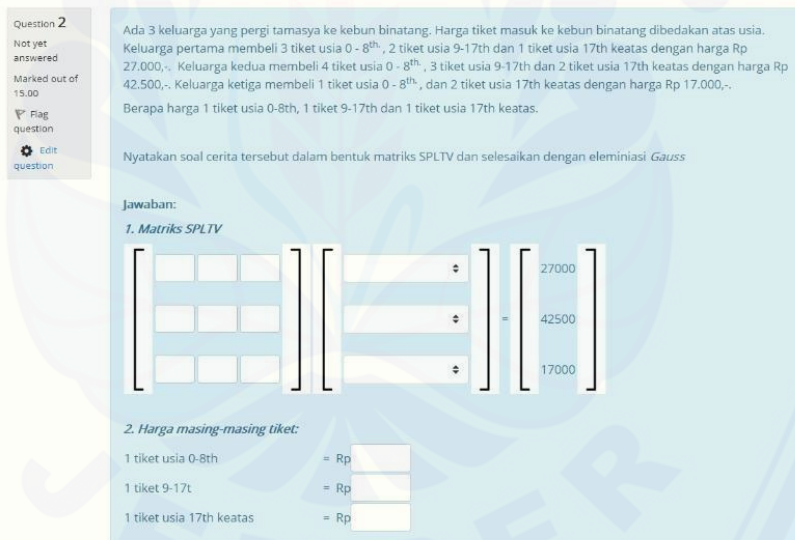 Question 2
Not yet
answered
Marked out of
15.00
Flag
question
Edit
question
Ada 3 keluarga yang pergi tamasya ke kebun binatang. Harga tiket masuk ke kebun binatang dibedakan atas usia.
Keluarga pertama membeli 3 tiket usia 0 - 8th. , 2 tiket usia 9-17th dan 1 tiket usia 17th keatas dengan harga Rp
27.000,-. Keluarga kedua membeli 4 tiket usia 0 - 8th. , 3 tiket usia 9-17th dan 2 tiket usia 17th keatas dengan harga Rp
42.500,-. Keluarga ketiga membeli 1 tiket usia 0 - 8th. , dan 2 tiket usia 17th keatas dengan harga Rp 17.000,-.
Berapa harga 1 tiket usia 0-8th, 1 tiket 9-17th dan 1 tiket usia 17th keatas.
Nyatakan soal cerita tersebut dalam bentuk matriks SPLTV dan selesaikan dengan eleminiasi Gauss
Jawaban:
1. Matriks SPLTV
27000
= 42500
17000
2. Harga masing-masing tiket:
1 tiket usia 0-8th = Rp
1 tiket 9-17t = Rp
1 tiket usia 17th keatas = Rp